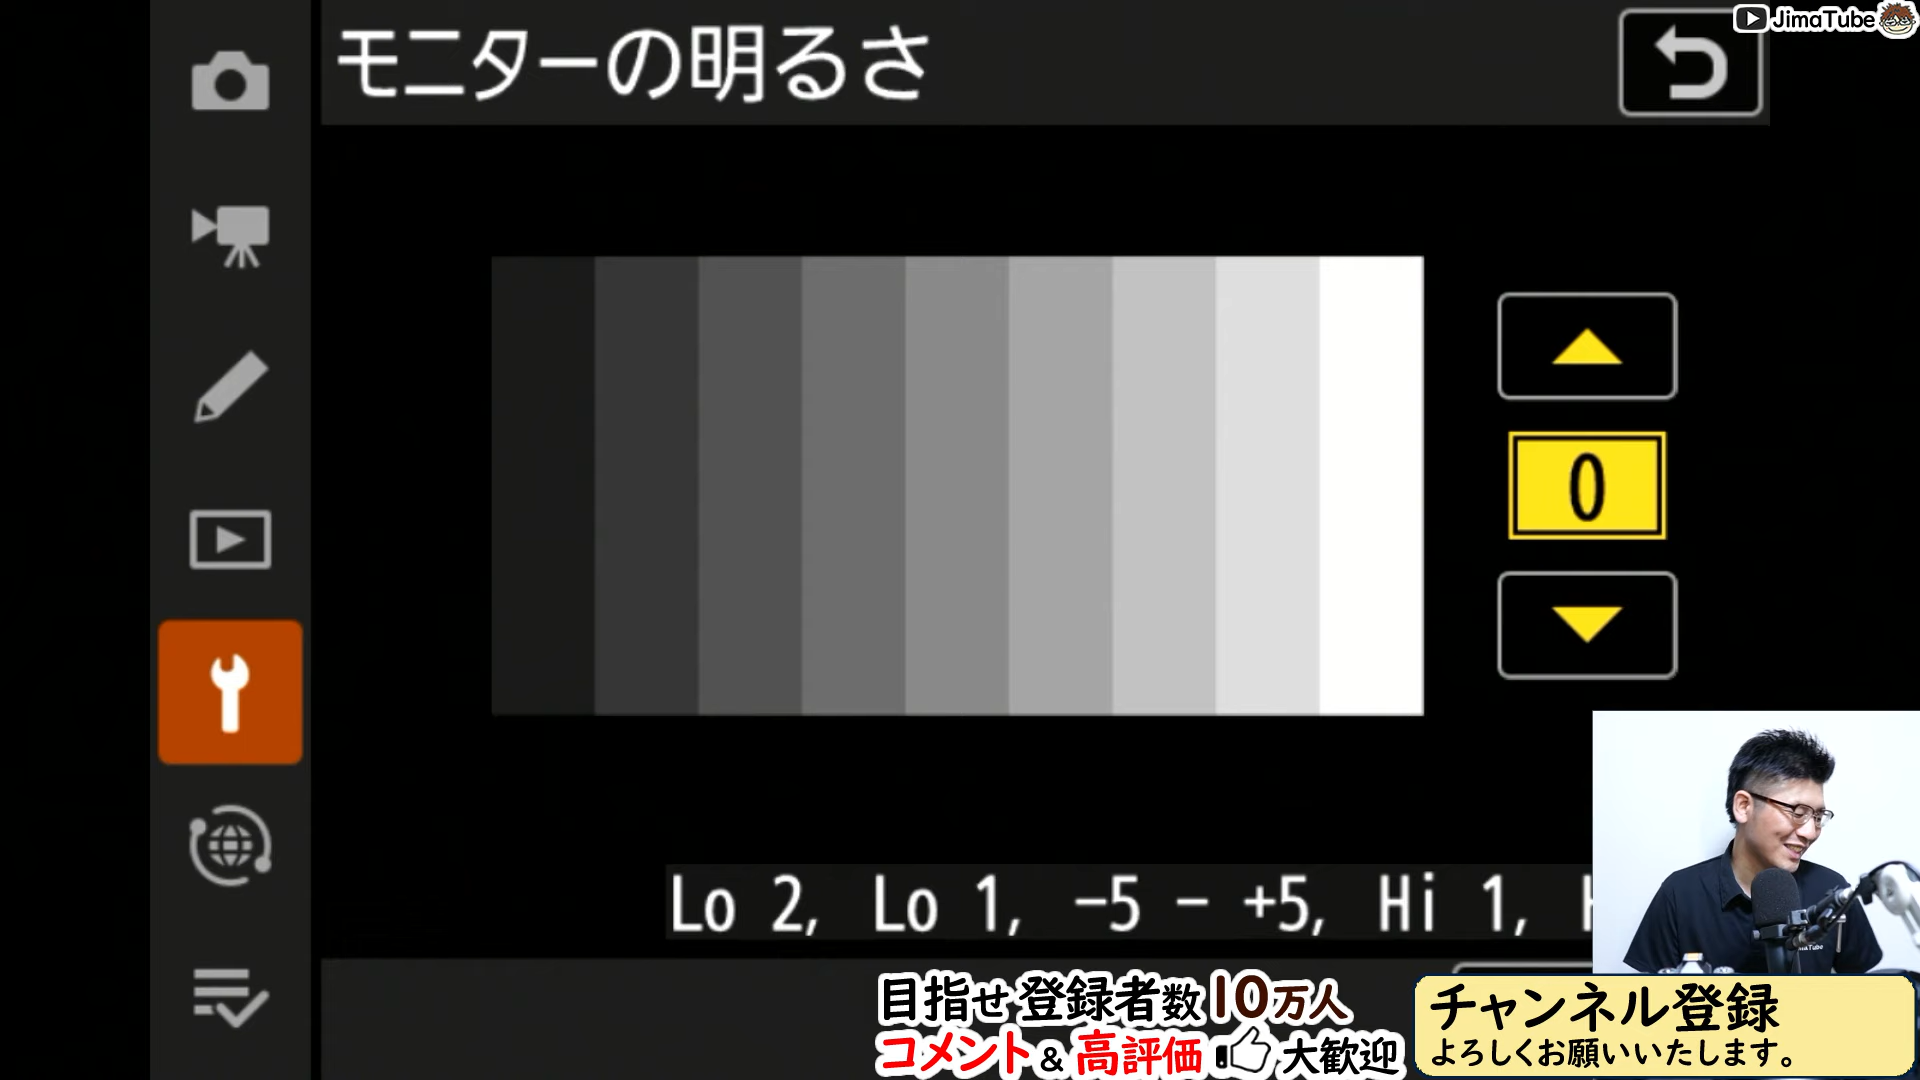 モニターの明るさ
JimaTube
0
Lo 2, Lo 1, −5 − +5, Hi 1,
目指せ 登録者数10万人
コメント & 高評価 大歓迎
チャンネル登録
よろしくお願いいたします。